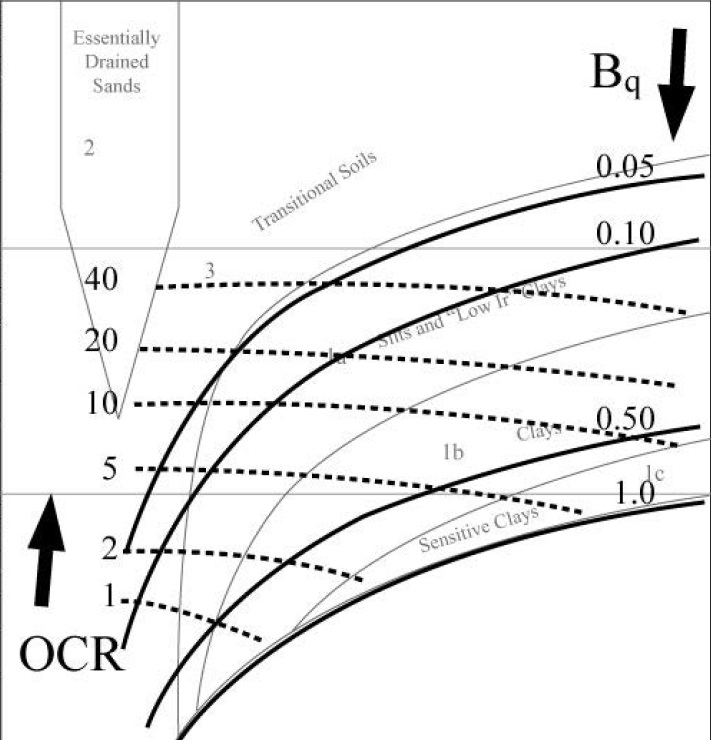 Essentially
Drained
Sands
Bq
2
Transitional Soils
0.05
0.10
3
40
Silts and "Low Ir" Clays
20
1a
10
0.50
Clays
1b
5
1c
1.0
Sensitive Clays
2
1
OCR